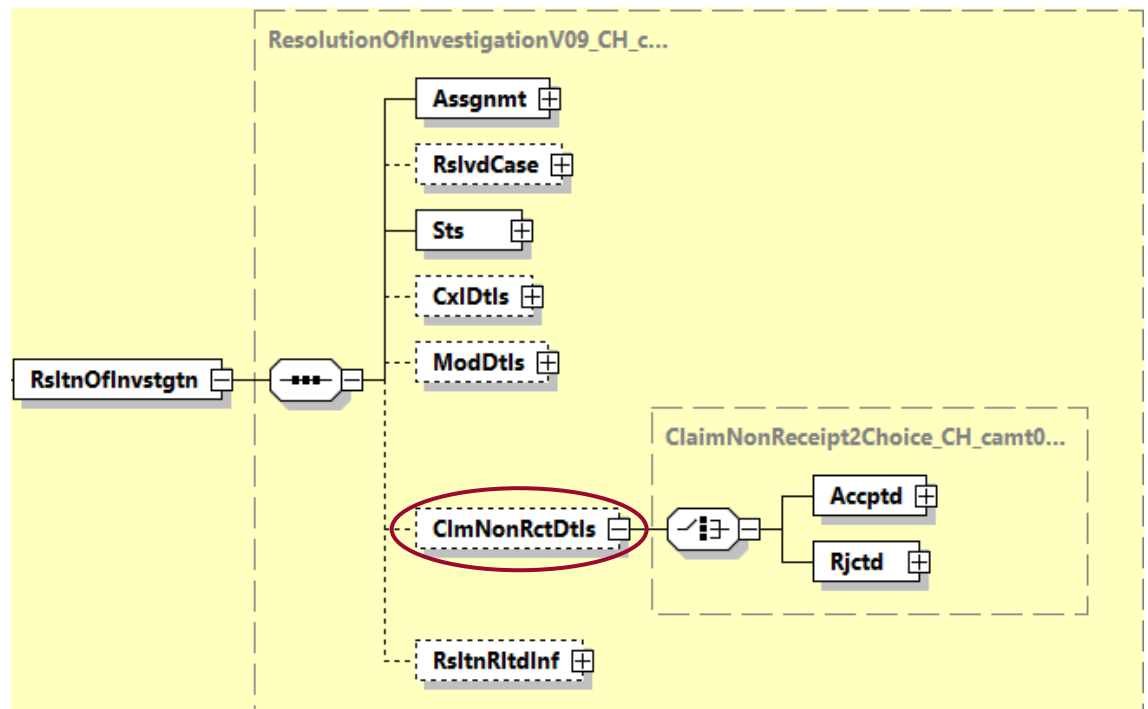 ResolutionOfInvestigationV09_CH_c...
Assgnmt
RslvdCase
Sts
CxlDtls
ModDtls
RsltnOfInvstgtn
ClaimNonReceipt2Choice_CH_camt0...
Accptd
ClmNonRctDtls
Rjctd
RsltnRltdInf